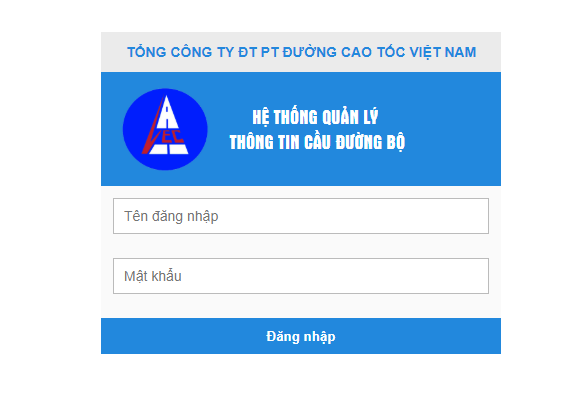 TỔNG CÔNG TY ĐT PT ĐƯỜNG CAO TỐC VIỆT NAM
VEC
HỆ THỐNG QUẢN LÝ
THÔNG TIN CẦU ĐƯỜNG BỘ
Tên đăng nhập
Mật khẩu
Đăng nhập